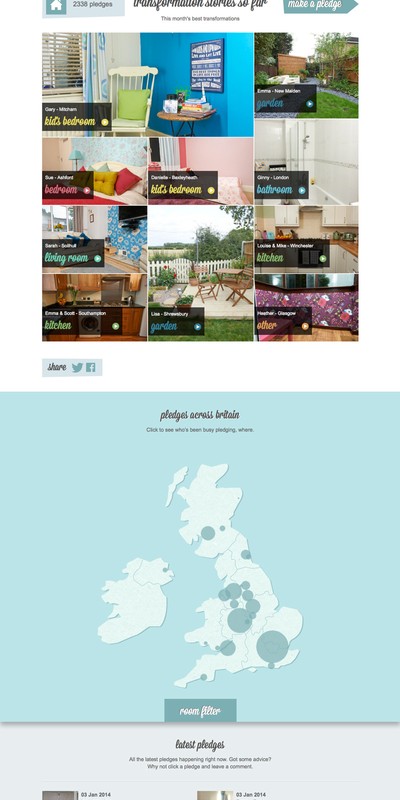 2338 pledges
transformation stories so far
make a pledge
This month's best transformations
Gary - Mitcham
kid's bedroom
Emma - New Malden
garden
Sue - Ashford
bedroom
Danielle - Bexleyheath
kid's bedroom
Ginny - London
bathroom
Sarah - Solihull
living room
Louise & Mike - Winchester
kitchen
Emma & Scott - Southampton
kitchen
Lisa - Shrewsbury
garden
Heather - Glasgow
other
share
pledges across britain
Click to see who's been busy pledging, where.
room filter
latest pledges
All the latest pledges happening right now. Got some advice?
Why not click a pledge and leave a comment.
03 Jan 2014
03 Jan 2014